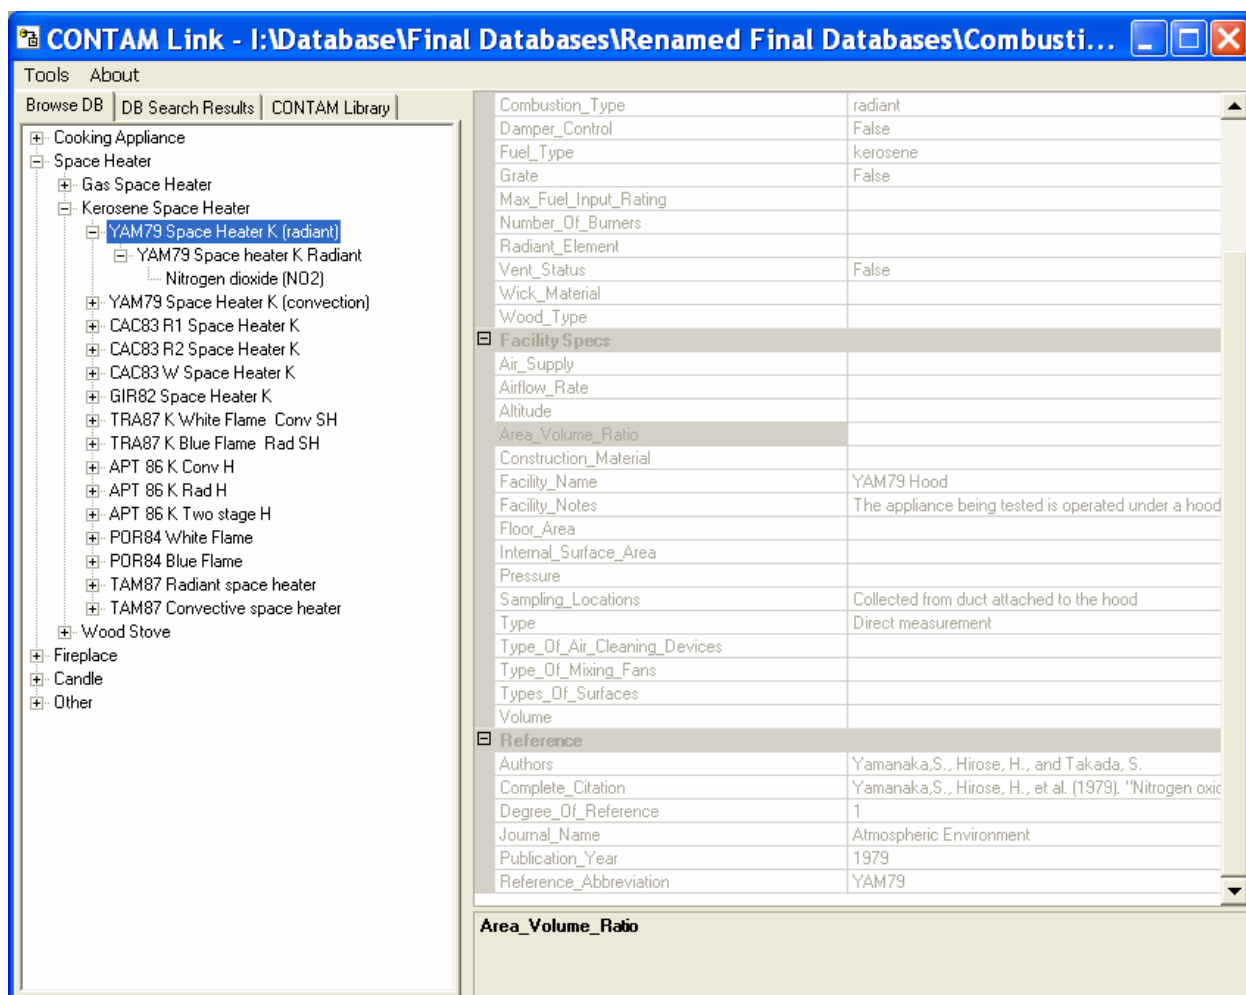 CONTAM Link - I:\Database\Final Databases\Renamed Final Databases\Combusti...
Tools About
Browse DB DB Search Results CONTAM Library
Cooking Appliance
Space Heater
Gas Space Heater
Kerosene Space Heater
YAM79 Space Heater K (radiant)
YAM79 Space heater K Radiant
Nitrogen dioxide (NO2)
YAM79 Space Heater K (convection)
CAC83 R1 Space Heater K
CAC83 R2 Space Heater K
CAC83 W Space Heater K
GIR82 Space Heater K
TRA87 K White Flame Conv SH
TRA87 K Blue Flame Rad SH
APT 86 K Conv H
APT 86 K Rad H
APT 86 K Two stage H
POR84 White Flame
POR84 Blue Flame
TAM87 Radiant space heater
TAM87 Convective space heater
Wood Stove
Fireplace
Candle
Other
Combustion_Type radiant
Damper_Control False
Fuel_Type kerosene
Grate False
Max_Fuel_Input_Rating
Number_Of_Burners
Radiant_Element
Vent_Status False
Wick_Material
Wood_Type
Facility Specs
Air_Supply
Airflow_Rate
Altitude
Area_Volume_Ratio
Construction_Material
Facility_Name YAM79 Hood
Facility_Notes The appliance being tested is operated under a hood
Floor_Area
Internal_Surface_Area
Pressure
Sampling_Locations Collected from duct attached to the hood
Type Direct measurement
Type_Of_Air_Cleaning_Devices
Type_Of_Mixing_Fans
Types_Of_Surfaces
Volume
Reference
Authors Yamanaka,S., Hirose, H., and Takada, S.
Complete_Citation Yamanaka,S., Hirose, H., et al. (1979). "Nitrogen oxic
Degree_Of_Reference 1
Journal_Name Atmospheric Environment
Publication_Year 1979
Reference_Abbreviation YAM79
Area_Volume_Ratio